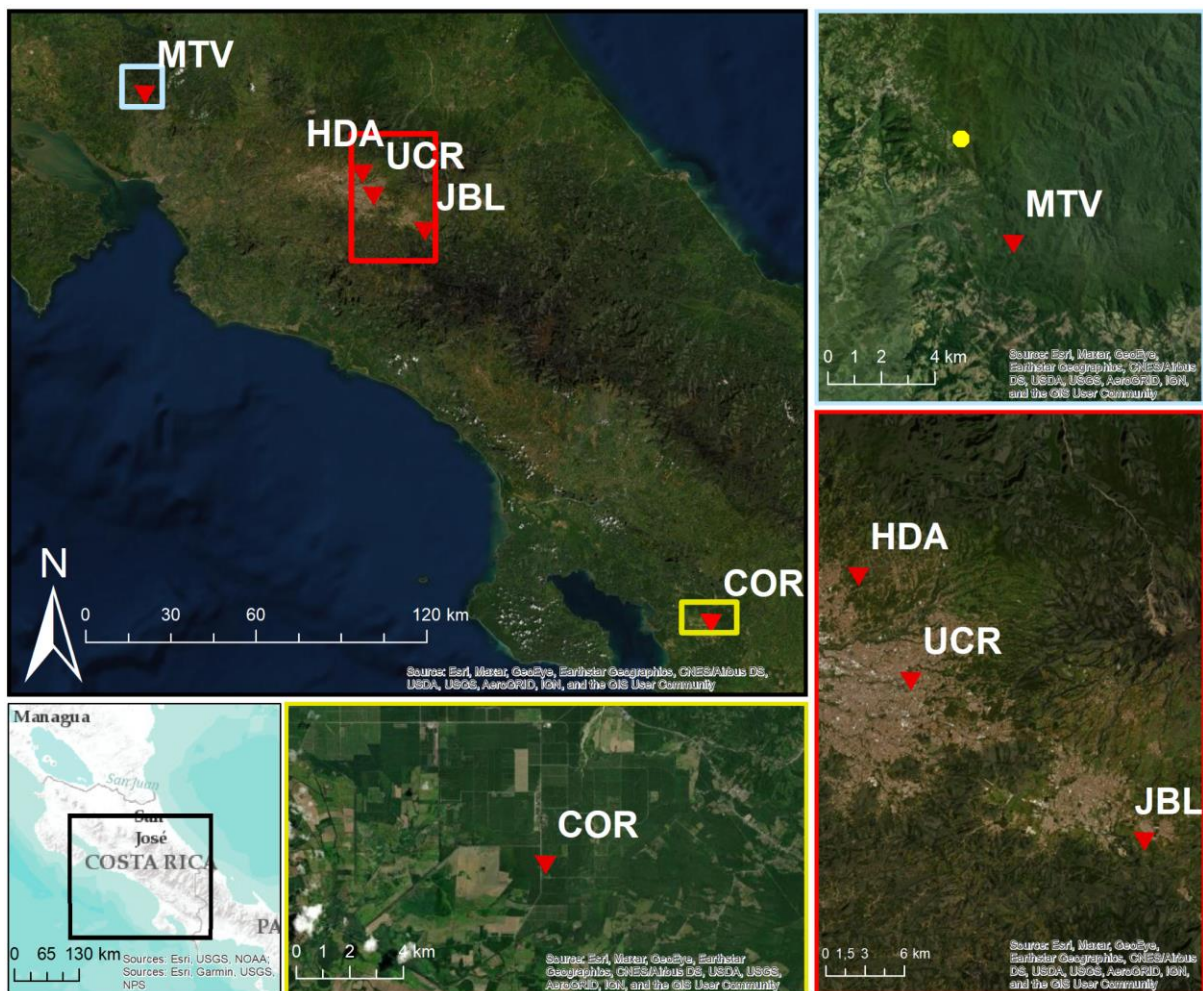 MTV
HDA
UCR
JBL
COR
N
0 30 60 120 km
Source: Esri, Maxar, GeoEye, Earthstar Geographics, CNES/Airbus DS,
USDA, USGS, AeroGRID, IGN, and the GIS User Community
MTV
0 1 2 4 km
Source: Esri, Maxar, GeoEye,
Earthstar Geographics, CNES/Airbus
DS, USDA, USGS, AeroGRID, IGN,
and the GIS User Community
HDA
UCR
JBL
0 1,5 3 6 km
Source: Esri, Maxar, GeoEye,
Earthstar Geographics, CNES/Airbus
DS, USDA, USGS, AeroGRID, IGN,
and the GIS User Community
Managua
San Juan
San
José
COSTA RICA
PA
0 65 130 km
Sources: Esri, USGS, NOAA;
Sources: Esri, Garmin, USGS,
NPS
COR
0 1 2 4 km
Source: Esri, Maxar, GeoEye, Earthstar
Geographics, CNES/Airbus DS, USDA, USGS,
AeroGRID, IGN, and the GIS User Community